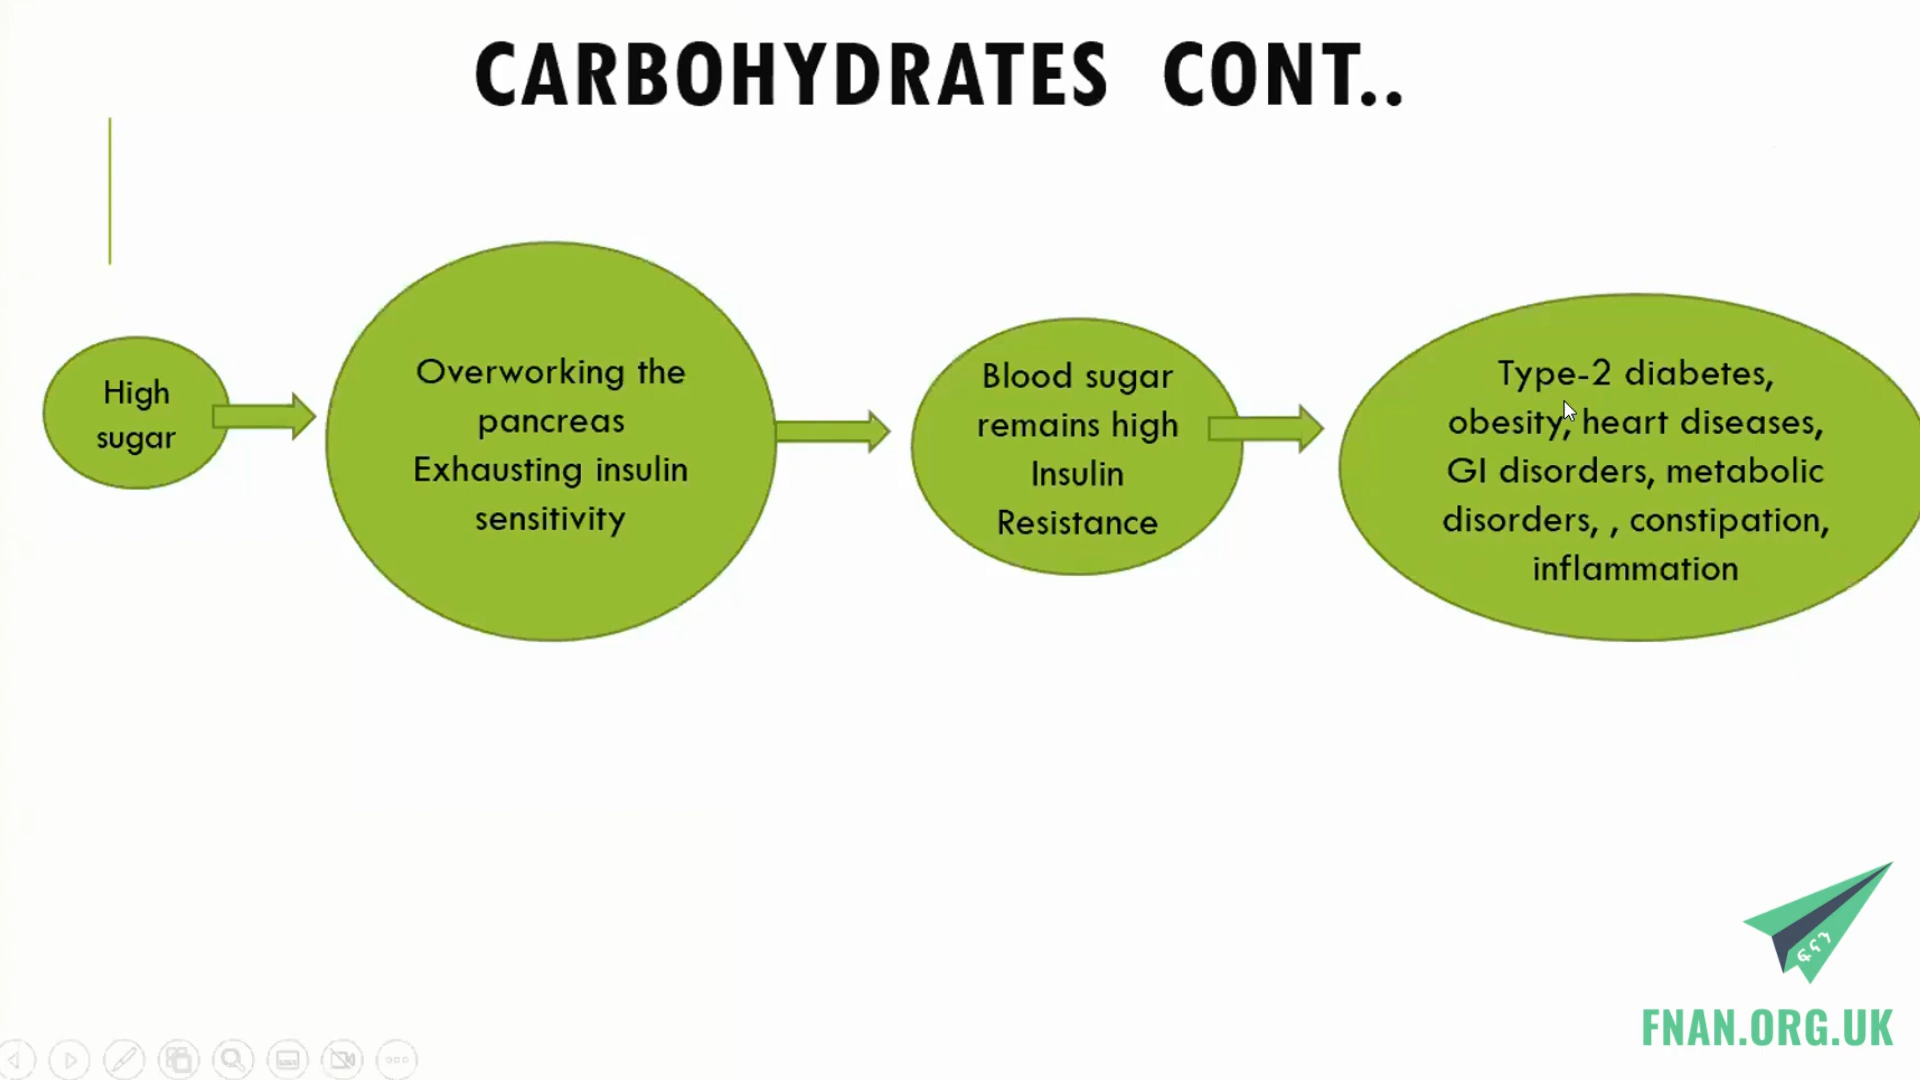 CARBOHYDRATES CONT..
High
sugar
Overworking the
pancreas
Exhausting insulin
sensitivity
Blood sugar
remains high
Insulin
Resistance
Type-2 diabetes,
obesity, heart diseases,
GI disorders, metabolic
disorders, , constipation,
inflammation
ፍናን
FNAN.ORG.UK